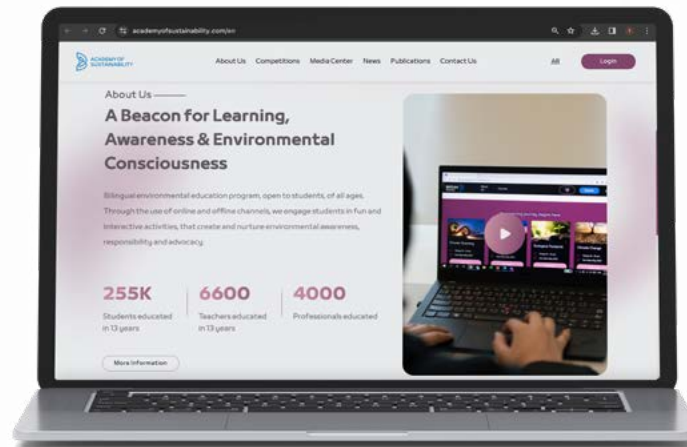 academyofsustainability.com/en
ACADEMY OF
SUSTAINABILITY
About Us Competitions Media Center News Publications Contact Us
AR
Login
About Us
A Beacon for Learning,
Awareness & Environmental
Consciousness
Bilingual environmental education program, open to students, of all ages.
Through the use of online and offline channels, we engage students in fun and
interactive activities, that create and nurture environmental awareness,
responsibility and advocacy.
255K 6600 4000
Students educated Teachers educated Professionals educated
in 13 years in 13 years
More Information
Climate Change